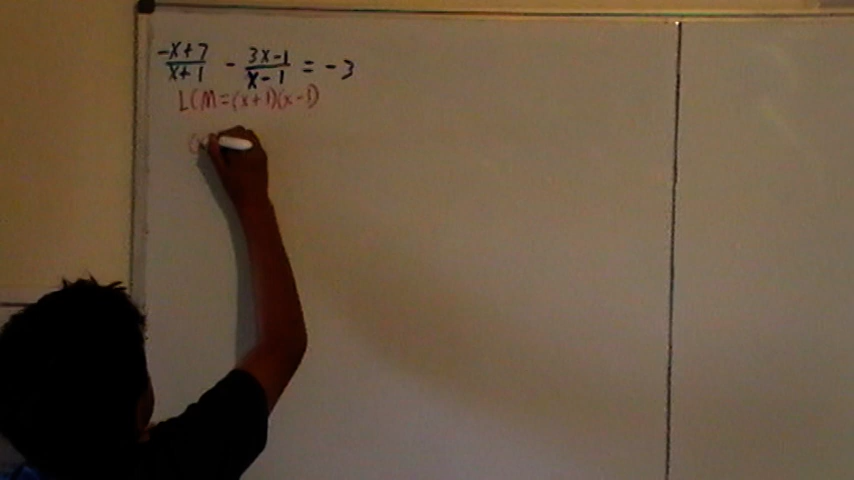 -x+7/x+1 - 3x-1/x-1 = -3
LCM=(x+1)(x-1)
(x